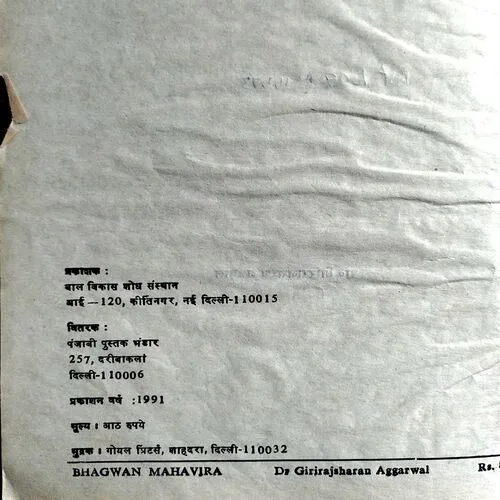 प्रकाशक :
बाल विकास शोध संस्थान
आई—120, कीर्तिनगर, नई दिल्ली-110015
वितरक :
पंजाबी पुस्तक भंडार
257, दरीबाकलां
दिल्ली-110006
प्रकाशन वर्ष :1991
मूल्य : आठ रुपये
मुद्रक : गोयल प्रिंटर्स, शाहदरा, दिल्ली-110032
BHAGWAN MAHAVIRA Dr Girirajsharan Aggarwal Rs.